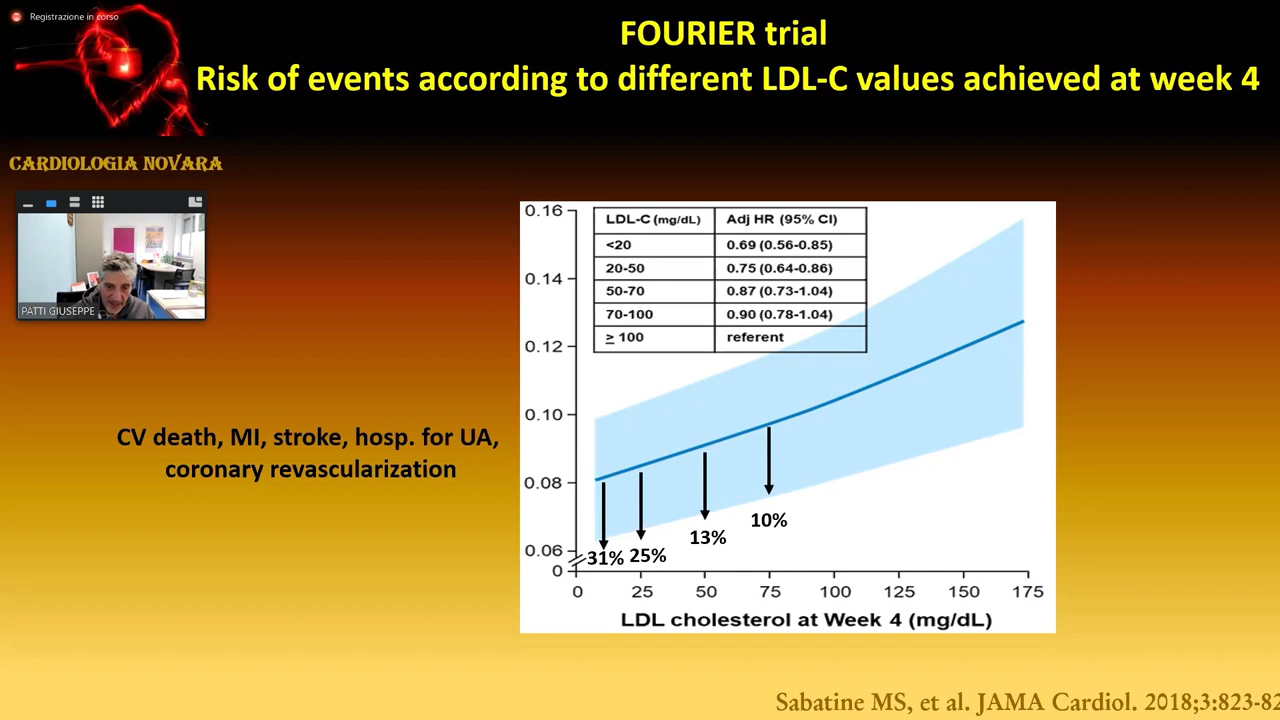 Registrazione in corso
FOURIER trial
Risk of events according to different LDL-C values achieved at week 4
CARDIOLOGIA NOVARA
PATTI GIUSEPPE
CV death, MI, stroke, hosp. for UA,
coronary revascularization
LDL-C (mg/dL) Adj HR (95% CI)
<20 0.69 (0.56-0.85)
20-50 0.75 (0.64-0.86)
50-70 0.87 (0.73-1.04)
70-100 0.90 (0.78-1.04)
≥ 100 referent
0.16
0.14
0.12
0.10
0.08
0.06
0
31% 25% 13% 10%
0 25 50 75 100 125 150 175
LDL cholesterol at Week 4 (mg/dL)
Sabatine MS, et al. JAMA Cardiol. 2018;3:823-82